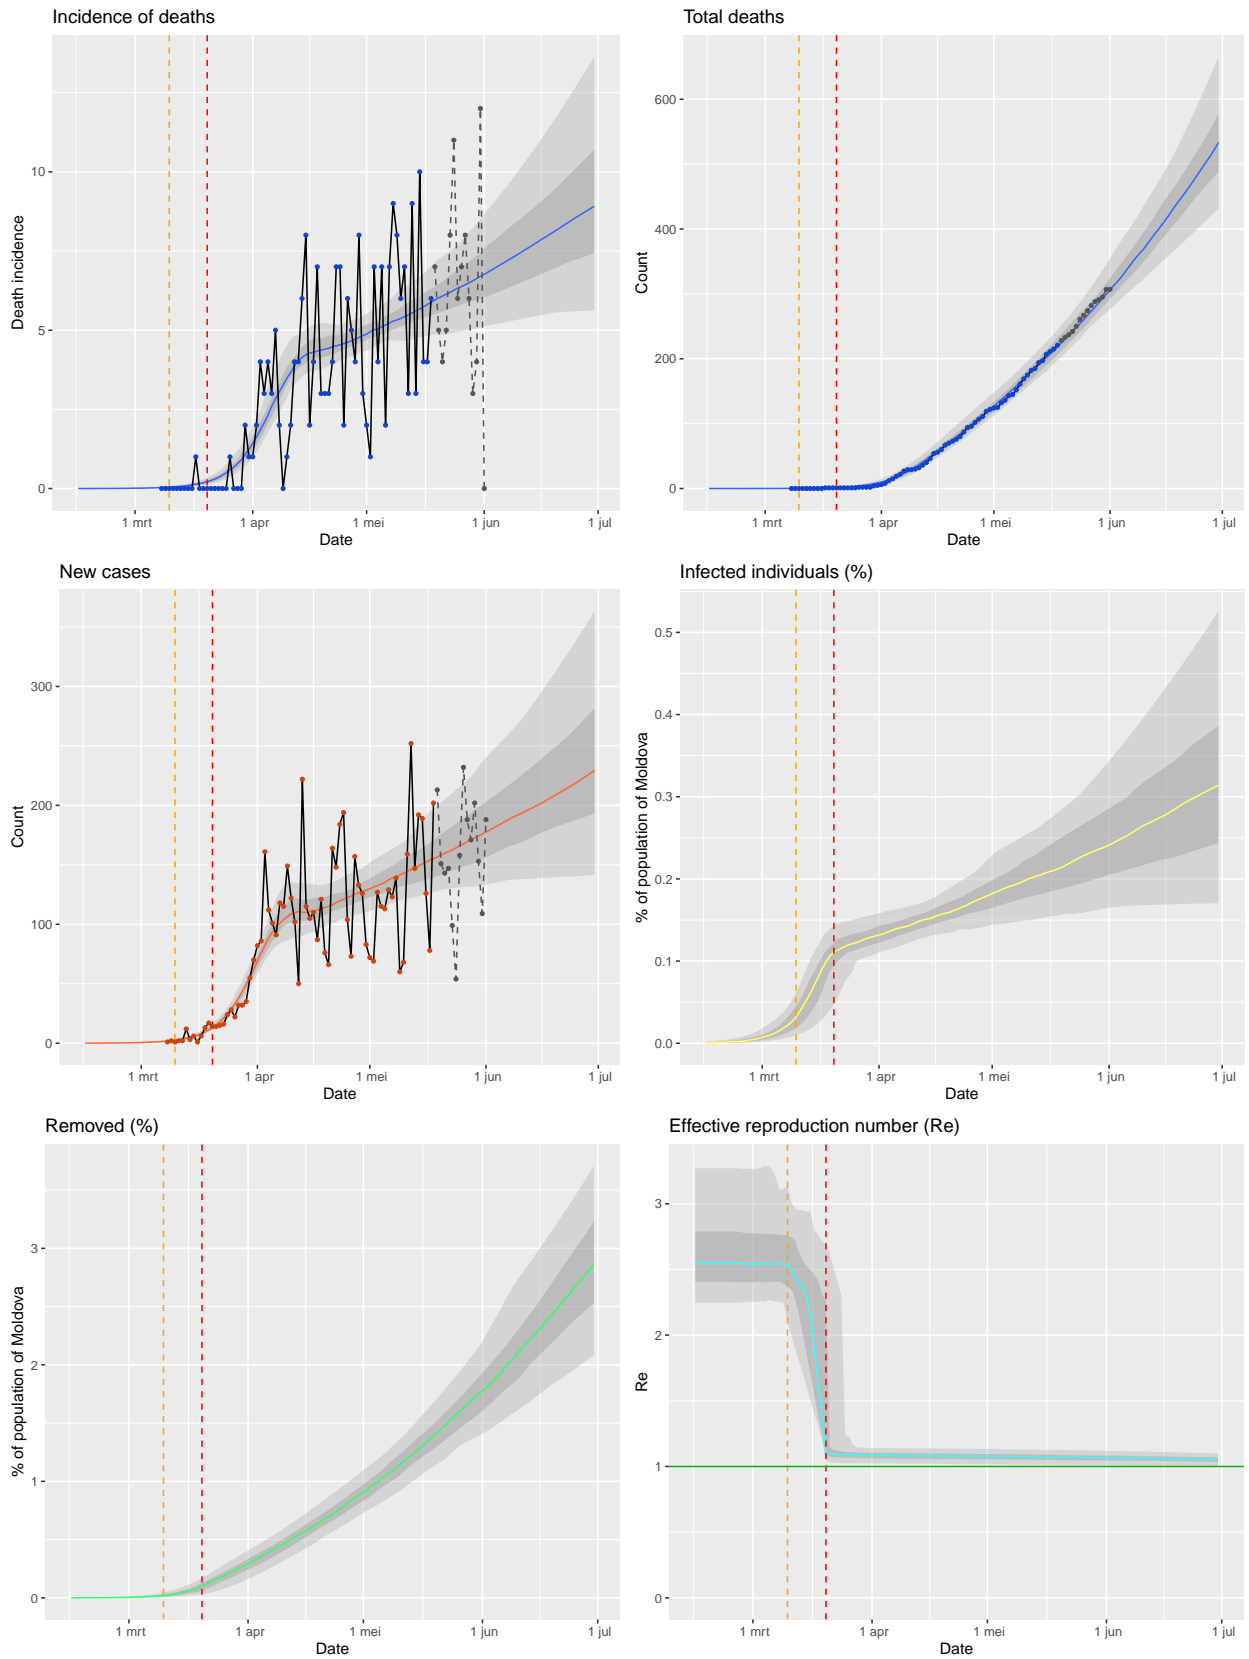 Incidence of deaths
Death incidence
10
5
0
1 mrt 1 apr 1 mei 1 jun 1 jul
Date
Total deaths
Count
600
400
200
0
1 mrt 1 apr 1 mei 1 jun 1 jul
Date
New cases
Count
300
200
100
0
1 mrt 1 apr 1 mei 1 jun 1 jul
Date
Infected individuals (%)
% of population of Moldova
0.5
0.4
0.3
0.2
0.1
0.0
1 mrt 1 apr 1 mei 1 jun 1 jul
Date
Removed (%)
% of population of Moldova
3
2
1
0
1 mrt 1 apr 1 mei 1 jun 1 jul
Date
Effective reproduction number (Re)
Re
3
2
1
0
1 mrt 1 apr 1 mei 1 jun 1 jul
Date